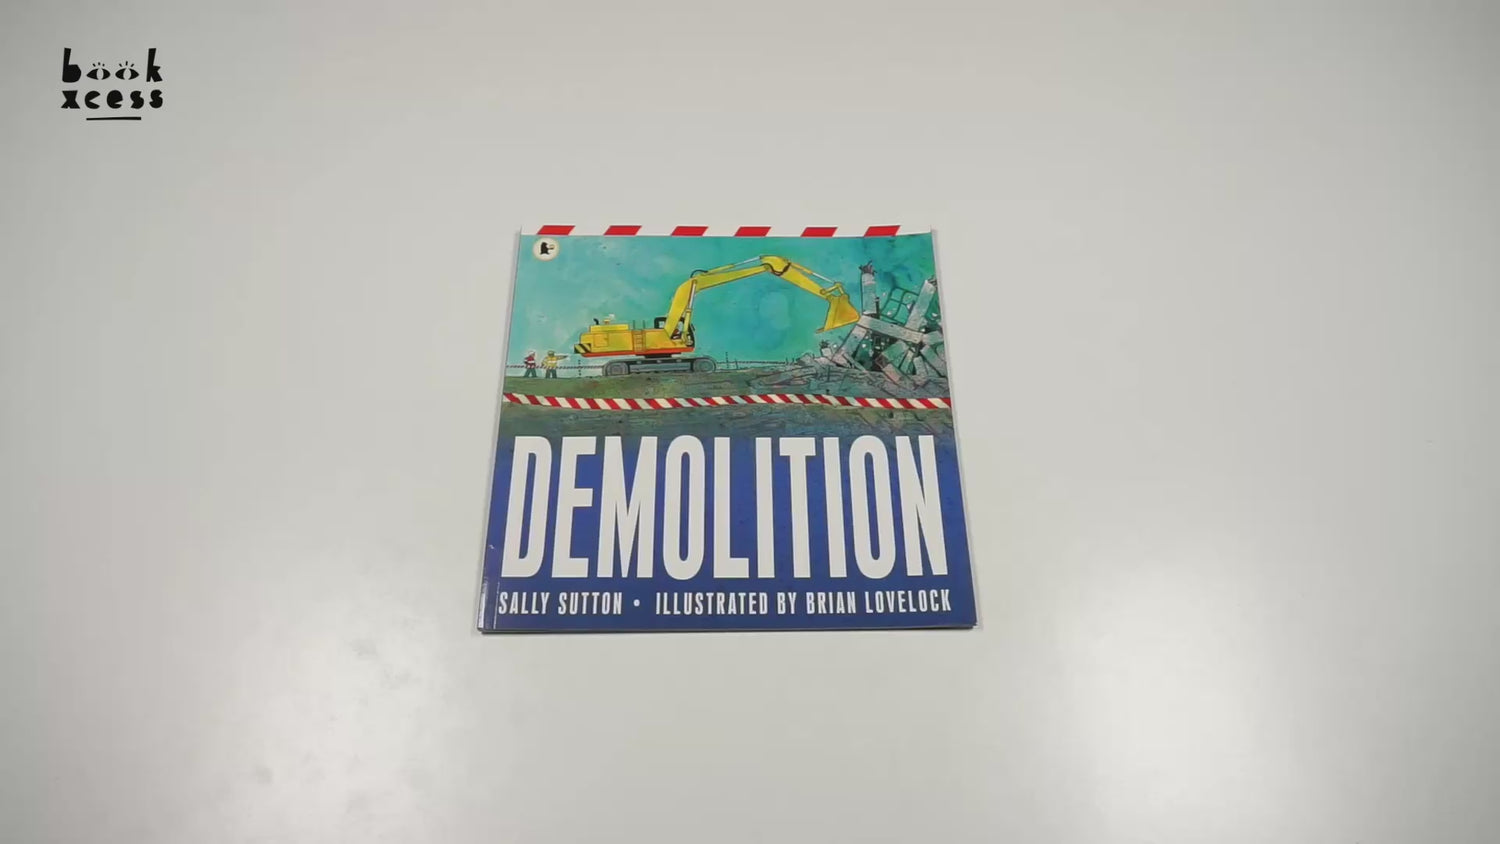 book
xcess
DEMOLITION
SALLY SUTTON • ILLUSTRATED BY BRIAN LOVELOCK